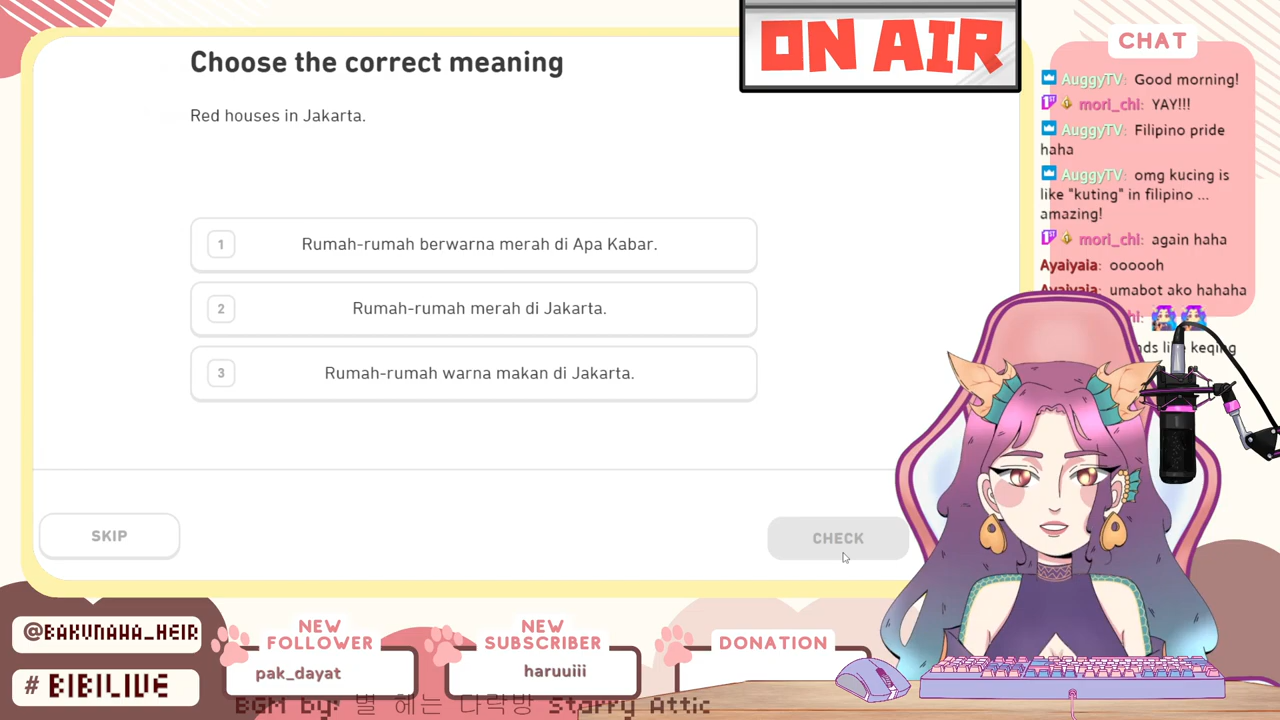 Choose the correct meaning
Red houses in Jakarta.
1 Rumah-rumah berwarna merah di Apa Kabar.
2 Rumah-rumah merah di Jakarta.
3 Rumah-rumah warna makan di Jakarta.
SKIP
CHECK
ON AIR
CHAT
AuggyTV: Good morning!
mori_chi: YAY!!!
AuggyTV: Filipino pride
haha
AuggyTV: omg kucing is
like "kuting" in filipino ...
amazing!
mori_chi: again haha
Ayaiyaia: oooooh
Ayaiyaia: umabot ako hahaha
keqing
@BAKUNAWA_HEIR
# BIBILIVE
NEW
FOLLOWER
pak_dayat
NEW
SUBSCRIBER
haruuiii
DONATION
BGM by: 별 헤는 다락방 Starry Attic